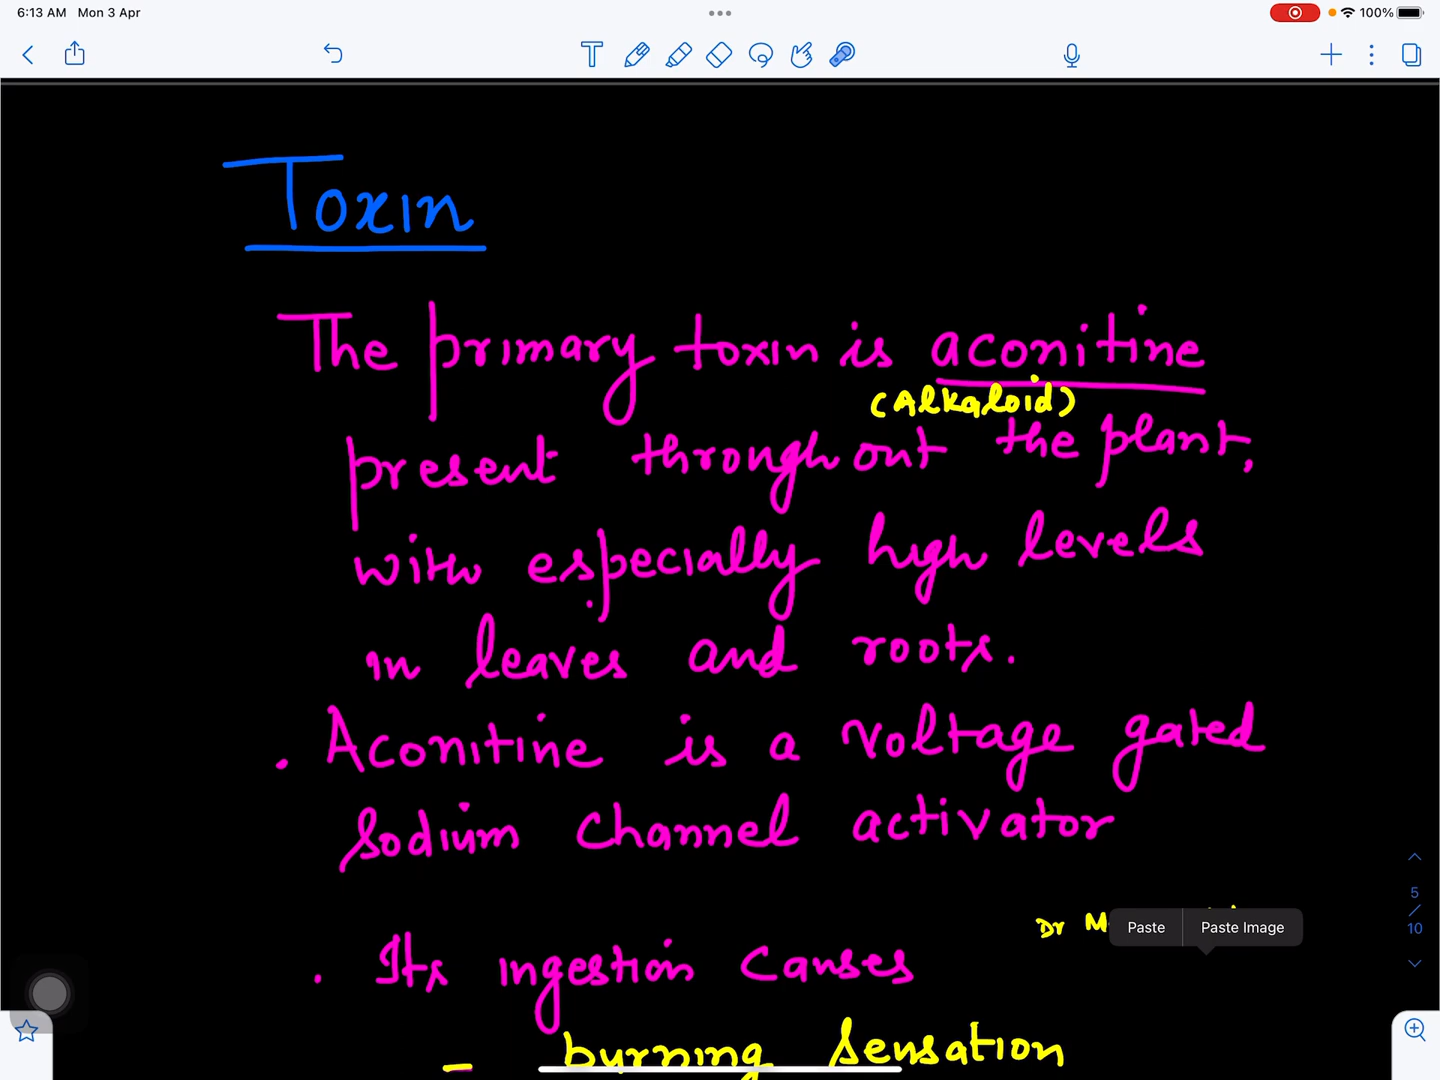 6:13 AM Mon 3 Apr
100%
Toxin
The primary toxin is aconitine
(Alkaloid)
present throughout the plant,
with especially high levels
in leaves and roots.
. Aconitine is a voltage gated
sodium channel activator
Dr
Paste Paste Image
5
/
10
. Its ingestion causes
- burning sensation